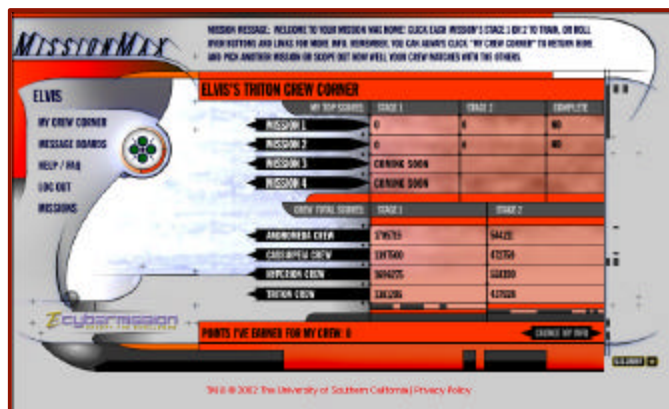 MISSION MESSAGE: WELCOME TO YOUR MISSION MAX HOME! CLICK EACH MISSION'S STAGE 1 OR 2 TO TRAIN, OR ROLL
OVER BUTTONS AND LINKS FOR MORE INFO. REMEMBER, YOU CAN ALWAYS CLICK "MY CREW CORNER" TO RETURN HERE
AND PICK ANOTHER MISSION OR SCOPE OUT HOW WELL YOUR CREW MATCHES WITH THE OTHERS.
MISSIONMAX
ELVIS
MY CREW CORNER
MESSAGE BOARDS
HELP / FAQ
LOG OUT
MISSIONS
ELVIS'S TRITON CREW CORNER
MY TOP SCORES STAGE 1 STAGE 2 COMPLETE
MISSION 1 0 0 NO
MISSION 2 0 0 NO
MISSION 3 COMING SOON
MISSION 4 COMING SOON
CREW TOTAL SCORES STAGE 1 STAGE 2
ANDROMEDA CREW
CASSIOPEIA CREW
HYPERION CREW
TRITON CREW
ecybermission
POINTS I'VE EARNED FOR MY CREW: 0
CHANGE MY INFO
U.S. ARMY
TM & © 2002 The University of Southern California | Privacy Policy